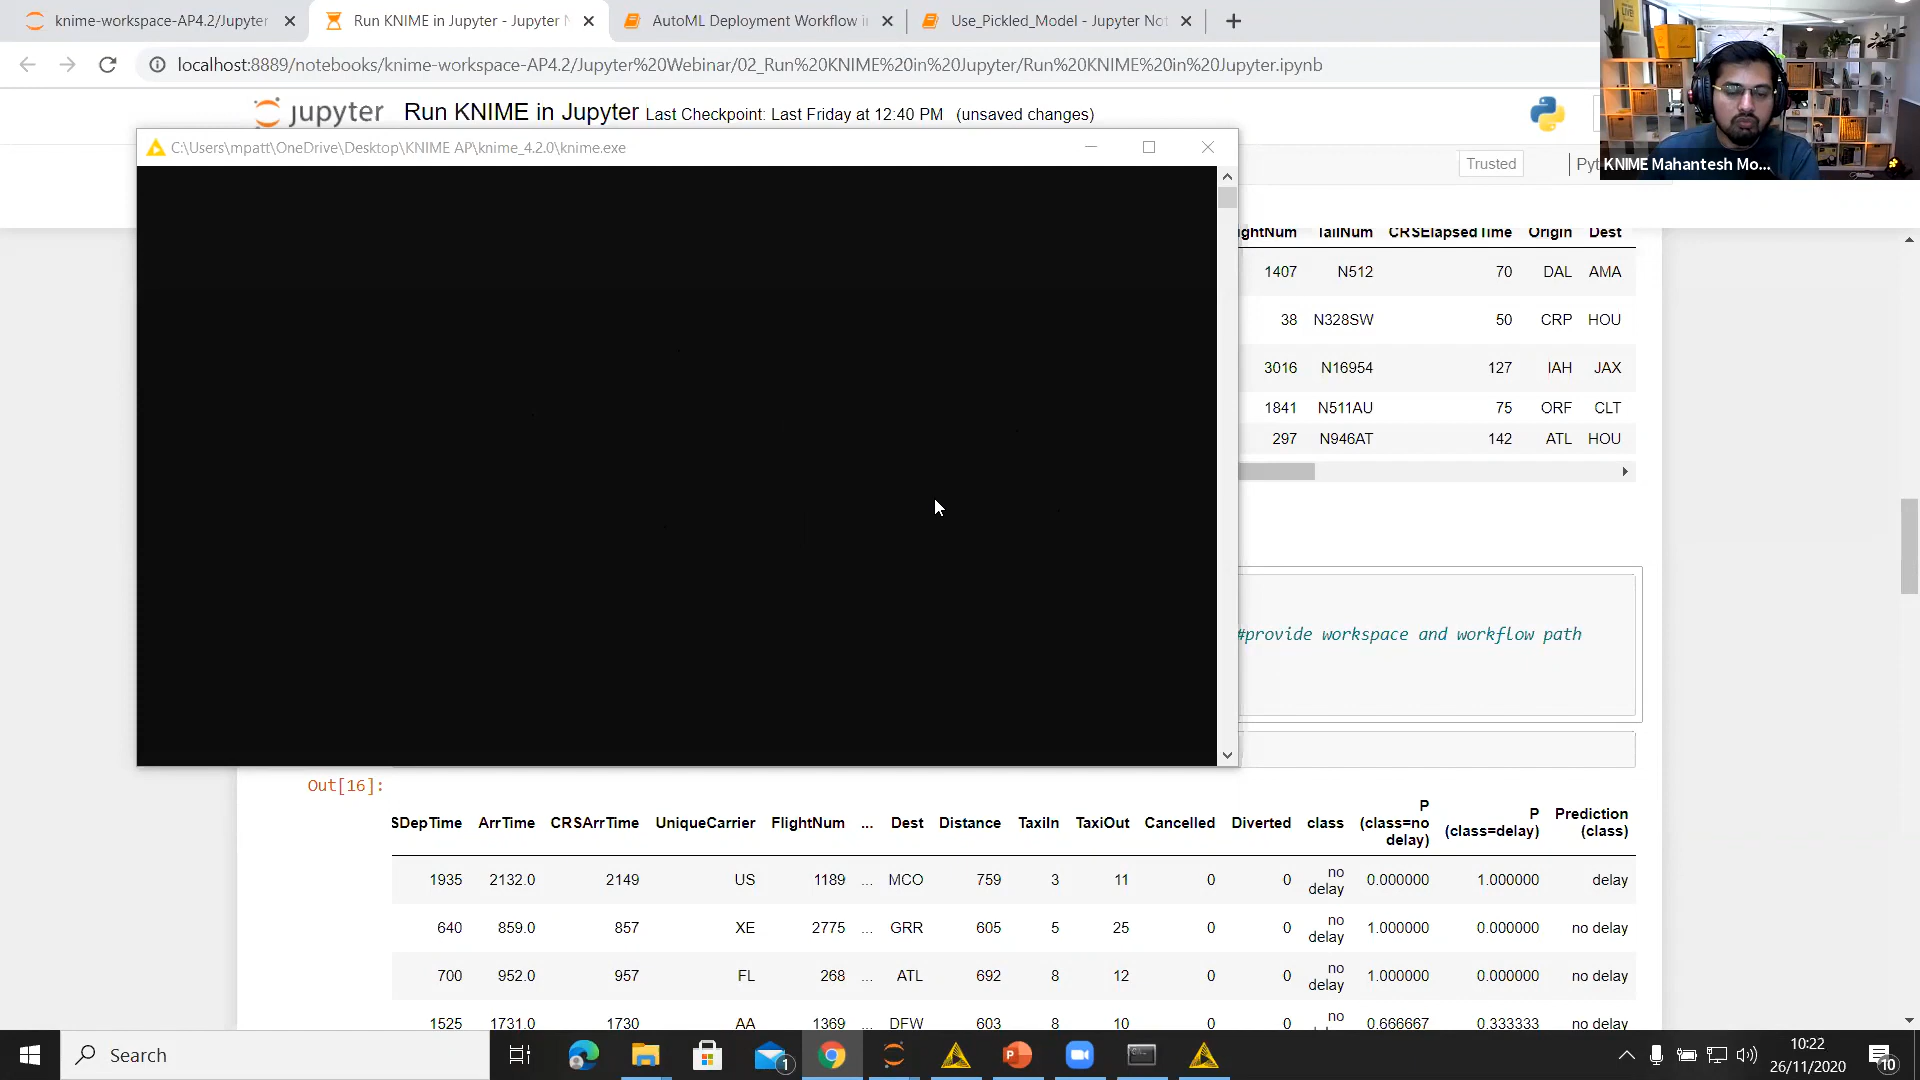 knime-workspace-AP4.2/Jupyter
Run KNIME in Jupyter - Jupyter N
AutoML Deployment Workflow i
Use_Pickled_Model - Jupyter Not
localhost:8889/notebooks/knime-workspace-AP4.2/Jupyter%20Webinar/02_Run%20KNIME%20in%20Jupyter/Run%20KNIME%20in%20Jupyter.ipynb
jupyter Run KNIME in Jupyter Last Checkpoint: Last Friday at 12:40 PM (unsaved changes)
C:\Users\mpatt\OneDrive\Desktop\KNIME AP\knime_4.2.0\knime.exe
Trusted
Pyt
KNIME Mahantesh Mo...
ghtNum TailNum CRSElapsedTime Origin Dest
1407 N512 70 DAL AMA
38 N328SW 50 CRP HOU
3016 N16954 127 IAH JAX
1841 N511AU 75 ORF CLT
297 N946AT 142 ATL HOU
#provide workspace and workflow path
Out[16]:
SDepTime ArrTime CRSArrTime UniqueCarrier FlightNum ... Dest Distance TaxiIn TaxiOut Cancelled Diverted class P (class=no delay) P (class=delay) Prediction (class)
1935 2132.0 2149 US 1189 ... MCO 759 3 11 0 0 no delay 0.000000 1.000000 delay
640 859.0 857 XE 2775 ... GRR 605 5 25 0 0 no delay 1.000000 0.000000 no delay
700 952.0 957 FL 268 ... ATL 692 8 12 0 0 no delay 1.000000 0.000000 no delay
1525 1731.0 1730 AA 1369 ... DFW 603 8 10 0 0 no 0.666667 0.333333 no delay
Search
1
10:22
26/11/2020
10